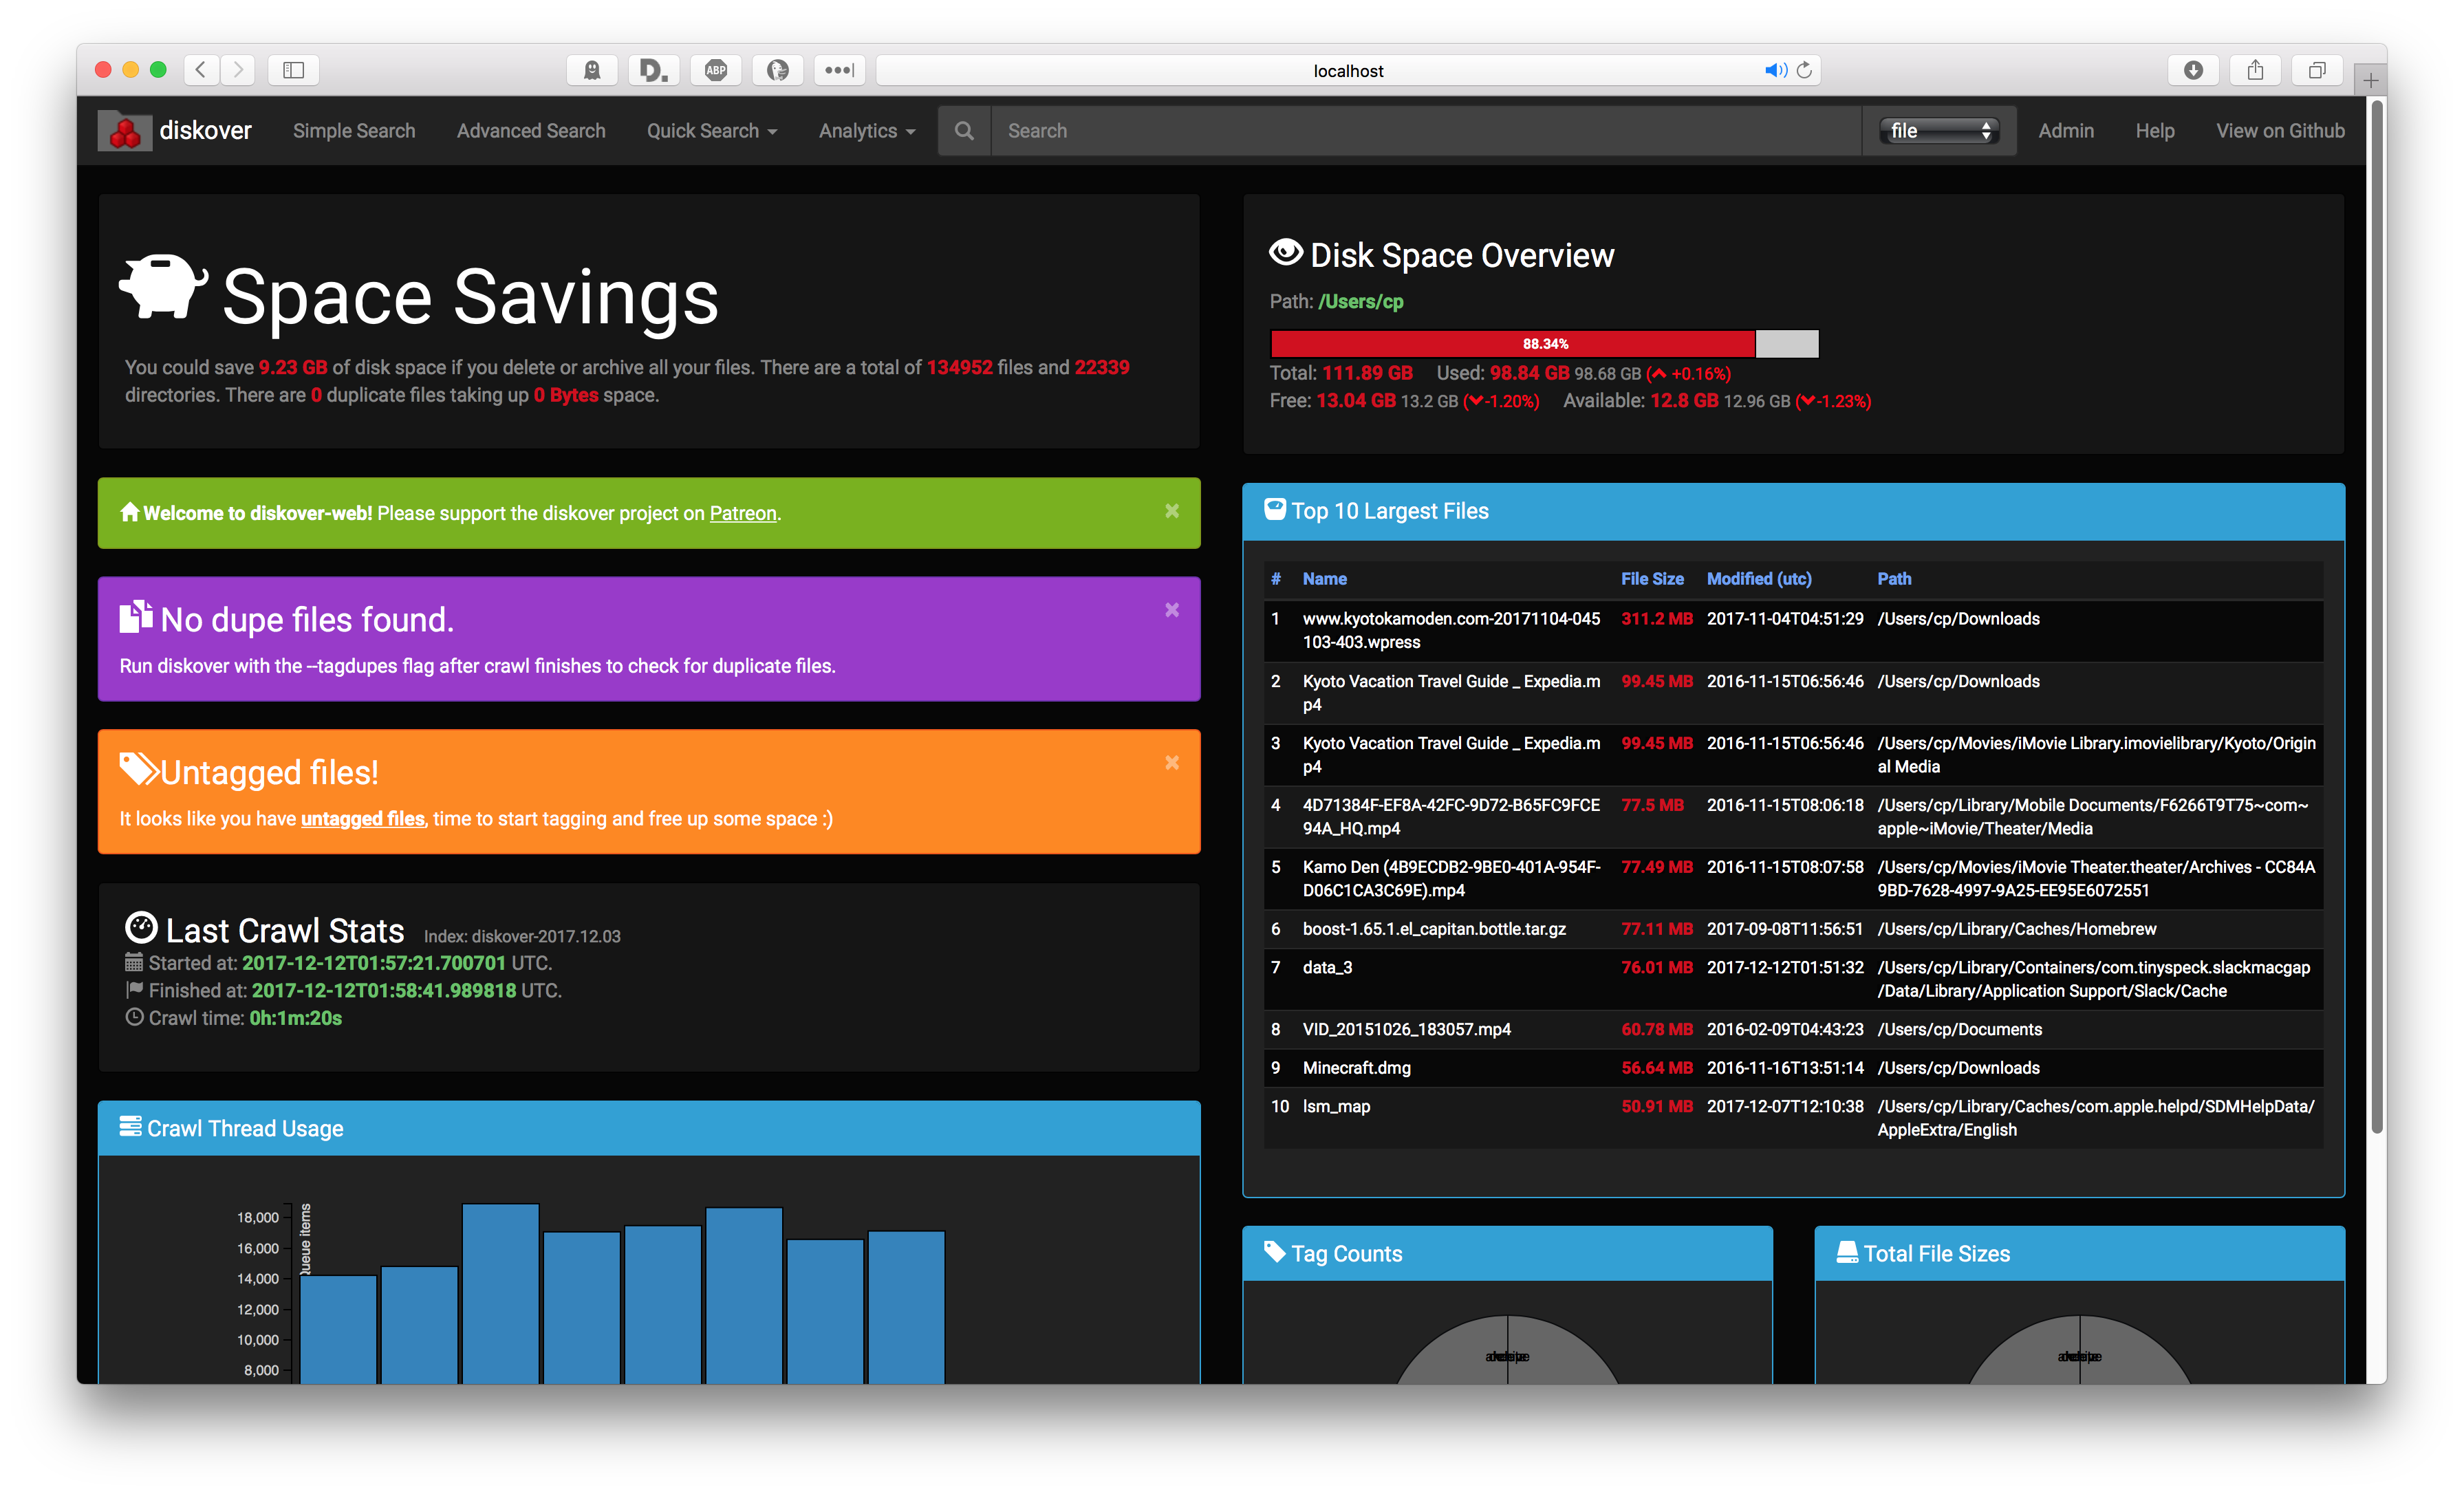 localhost
D.
ABP
diskover
Simple Search
Advanced Search
Quick Search
Analytics
Search
file
Admin
Help
View on Github
Space Savings
You could save 9.23 GB of disk space if you delete or archive all your files. There are a total of 134952 files and 22339
directories. There are 0 duplicate files taking up 0 Bytes space.
Welcome to diskover-web! Please support the diskover project on Patreon.
No dupe files found.
Run diskover with the --tagdupes flag after crawl finishes to check for duplicate files.
Untagged files!
It looks like you have untagged files, time to start tagging and free up some space :)
Last Crawl Stats Index: diskover-2017.12.03
Started at: 2017-12-12T01:57:21.700701 UTC.
Finished at: 2017-12-12T01:58:41.989818 UTC.
Crawl time: 0h:1m:20s
Crawl Thread Usage
18,000
16,000
14,000
12,000
10,000
8,000
items
Disk Space Overview
Path: /Users/cp
88.34%
Total: 111.89 GB Used: 98.84 GB 98.68 GB ( +0.16%)
Free: 13.04 GB 13.2 GB ( -1.20%) Available: 12.8 GB 12.96 GB ( -1.23%)
Top 10 Largest Files
# Name File Size Modified (utc) Path
1 www.kyotokamoden.com-20171104-045 311.2 MB 2017-11-04T04:51:29 /Users/cp/Downloads
103-403.wpress
2 Kyoto Vacation Travel Guide _ Expedia.m 99.45 MB 2016-11-15T06:56:46 /Users/cp/Downloads
p4
3 Kyoto Vacation Travel Guide _ Expedia.m 99.45 MB 2016-11-15T06:56:46 /Users/cp/Movies/iMovie Library.imovielibrary/Kyoto/Origin
p4 al Media
4 4D71384F-EF8A-42FC-9D72-B65FC9FCE 77.5 MB 2016-11-15T08:06:18 /Users/cp/Library/Mobile Documents/F6266T9T75~com~
94A_HQ.mp4 apple~iMovie/Theater/Media
5 Kamo Den (4B9ECDB2-9BE0-401A-954F- 77.49 MB 2016-11-15T08:07:58 /Users/cp/Movies/iMovie Theater.theater/Archives - CC84A
D06C1CA3C69E).mp4 9BD-7628-4997-9A25-EE95E6072551
6 boost-1.65.1.el_capitan.bottle.tar.gz 77.11 MB 2017-09-08T11:56:51 /Users/cp/Library/Caches/Homebrew
7 data_3 76.01 MB 2017-12-12T01:51:32 /Users/cp/Library/Containers/com.tinyspeck.slackmacgap
/Data/Library/Application Support/Slack/Cache
8 VID_20151026_183057.mp4 60.78 MB 2016-02-09T04:43:23 /Users/cp/Documents
9 Minecraft.dmg 56.64 MB 2016-11-16T13:51:14 /Users/cp/Downloads
10 lsm_map 50.91 MB 2017-12-07T12:10:38 /Users/cp/Library/Caches/com.apple.helpd/SDMHelpData/
AppleExtra/English
Tag Counts
Total File Sizes